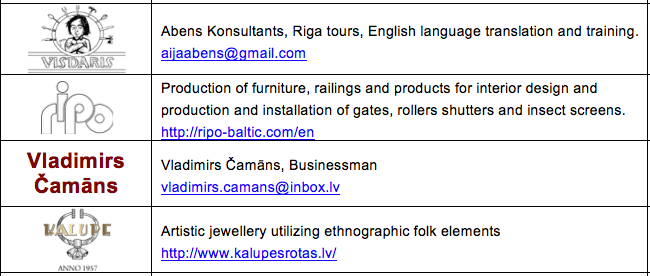 VISDARIS
Abens Konsultants, Riga tours, English language translation and training.
aijaabens@gmail.com
ripo
Production of furniture, railings and products for interior design and
production and installation of gates, rollers shutters and insect screens.
http://ripo-baltic.com/en
Vladimirs
Čamāns
Vladimirs Čamāns, Businessman
vladimirs.camans@inbox.lv
KALUPE
ANNO 1957
Artistic jewellery utilizing ethnographic folk elements
http://www.kalupesrotas.lv/